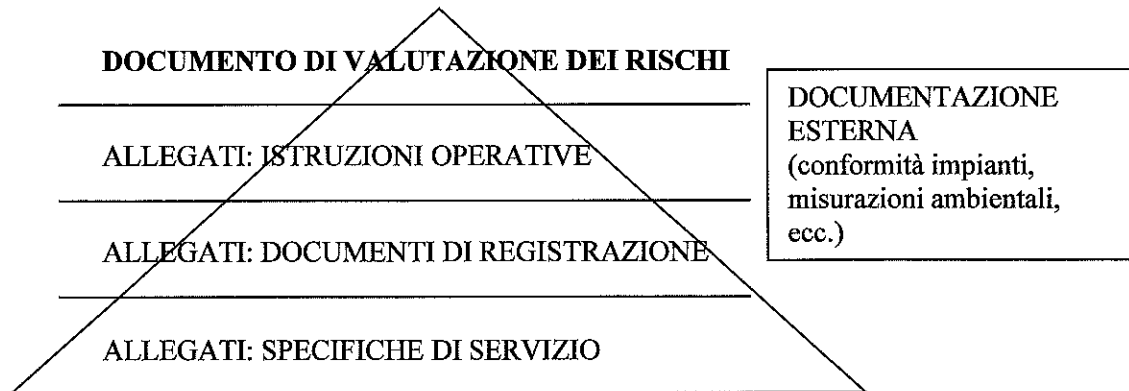 DOCUMENTO DI VALUTAZIONE DEI RISCHI
ALLEGATI: ISTRUZIONI OPERATIVE
ALLEGATI: DOCUMENTI DI REGISTRAZIONE
ALLEGATI: SPECIFICHE DI SERVIZIO
DOCUMENTAZIONE
ESTERNA
(conformità impianti,
misurazioni ambientali,
ecc.)